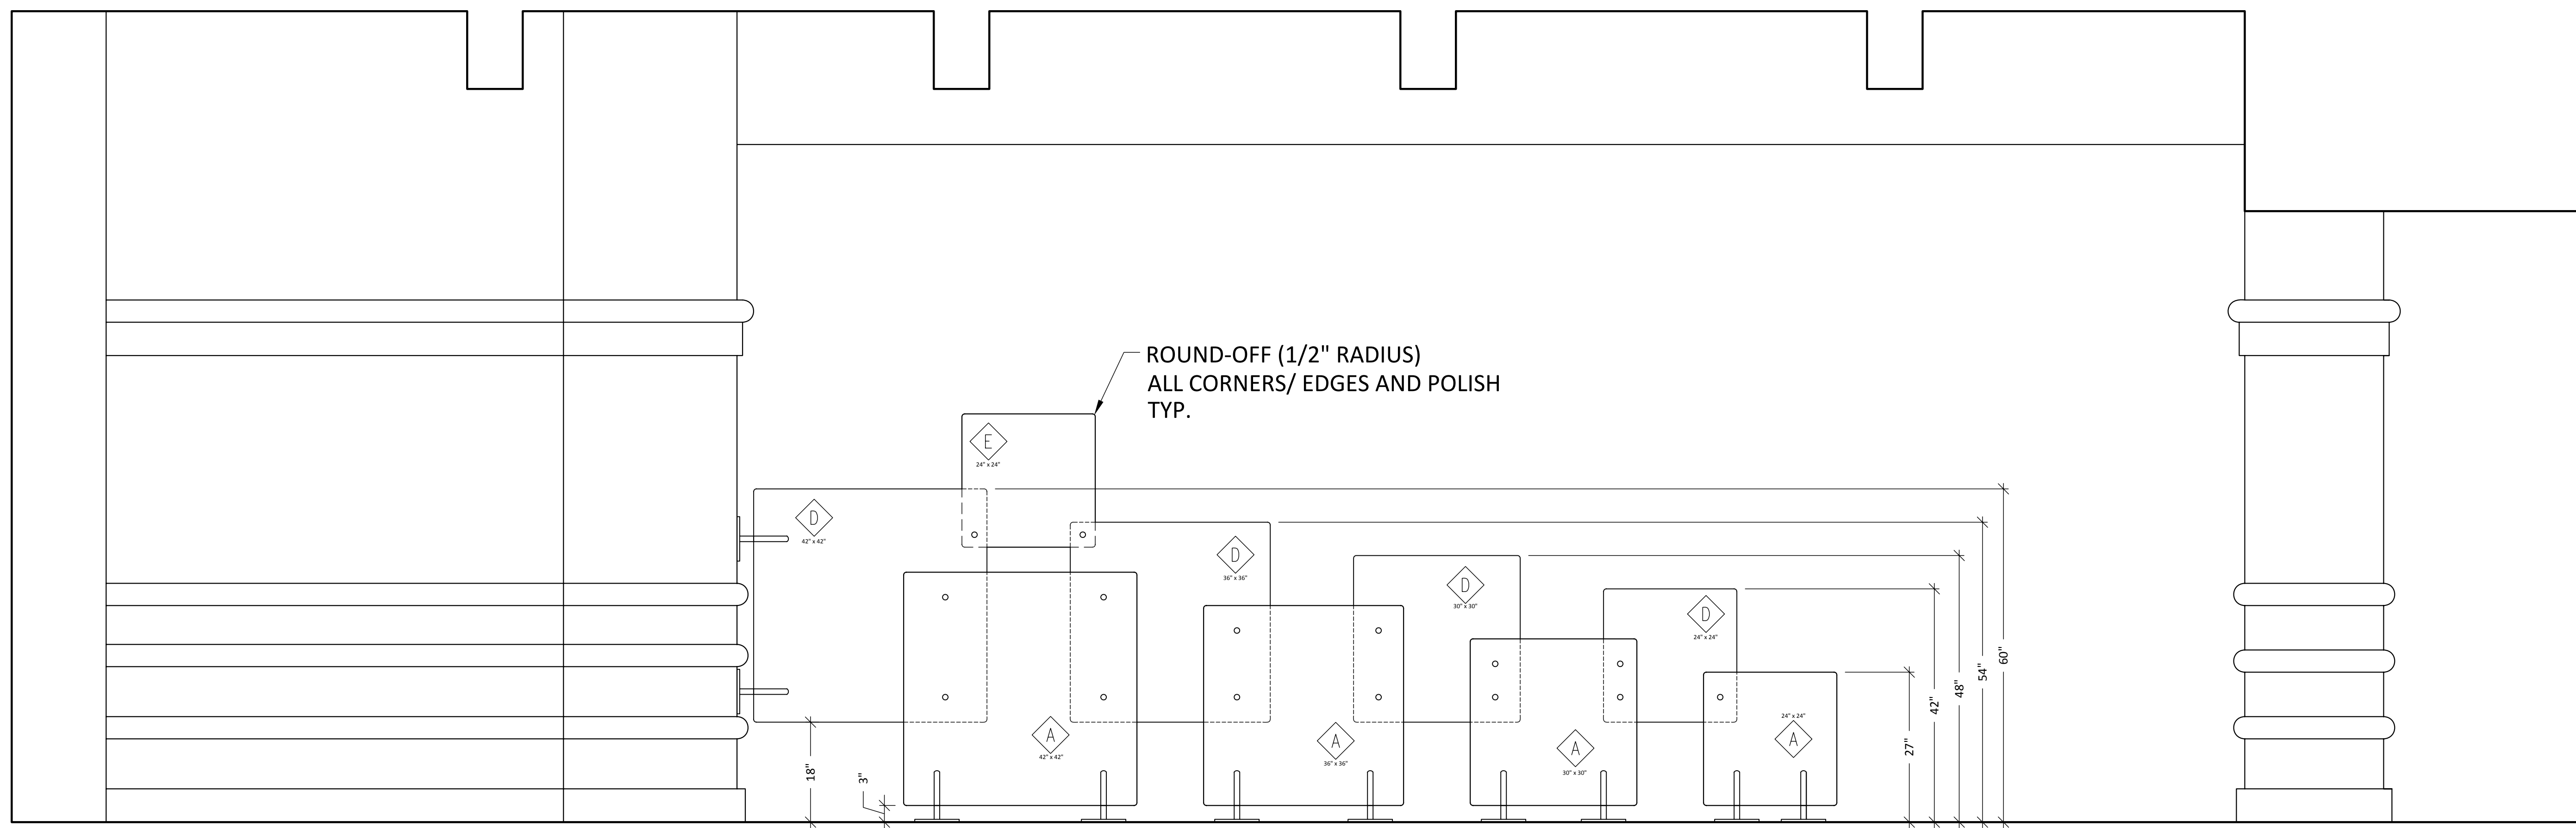 ROUND-OFF (1/2" RADIUS)
ALL CORNERS/ EDGES AND POLISH
TYP.
E
24" x 24"
D
42" x 42"
D
36" x 36"
D
30" x 30"
D
24" x 24"
A
42" x 42"
A
36" x 36"
A
30" x 30"
24" x 24"
A
18"
3"
27"
42"
48"
54"
60"